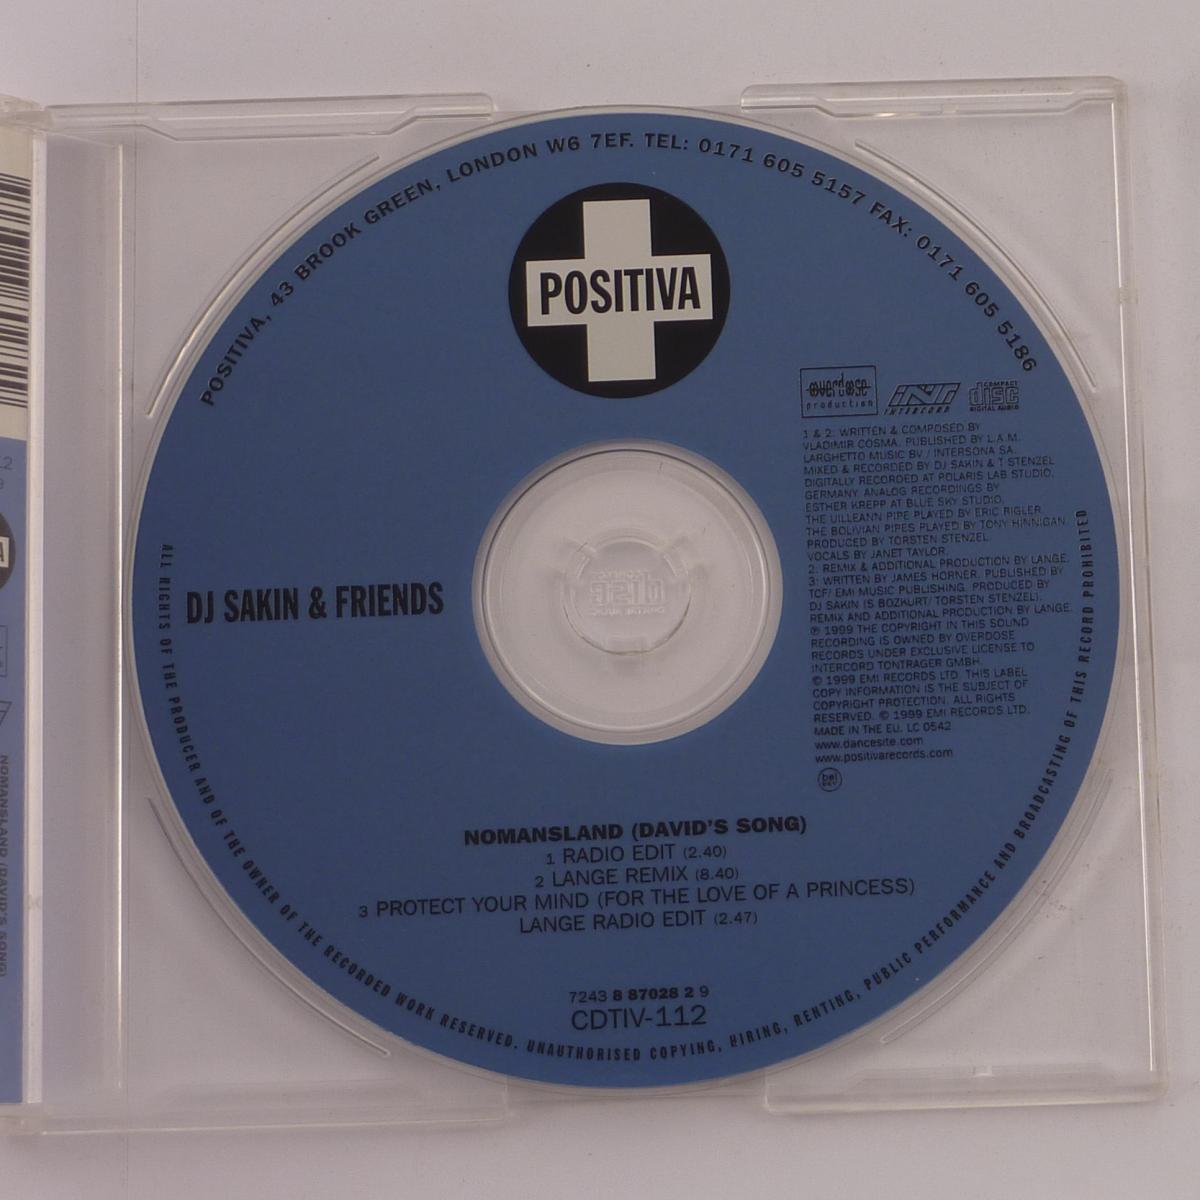 POSITIVA, 43 BROOK GREEN, LONDON W6 7EF. TEL: 0171 605 5157 FAX: 0171 605 5186
POSITIVA
overdose
production
INT
INTERCORD
COMPACT
disc
DIGITAL AUDIO
1 & 2: WRITTEN & COMPOSED BY
VLADIMIR COSMA. PUBLISHED BY L.A.M.
LARGHETTO MUSIC BV / INTERSONA SA.
MIXED & RECORDED BY DJ SAKIN & T STENZEL
DIGITALLY RECORDED AT POLARIS LAB STUDIO,
GERMANY ANALOG RECORDINGS BY
ESTHER KREPP AT BLUE SKY STUDIO.
THE UILLEANN PIPE PLAYED BY ERIC RIGLER.
THE BOLIVIAN PIPES PLAYED BY TONY HINNIGAN.
PRODUCED BY TORSTEN STENZEL.
VOCALS BY JANET TAYLOR.
2. REMIX & ADDITIONAL PRODUCTION BY LANGE.
3: WRITTEN BY JAMES HORNER. PUBLISHED BY
TCF/ EMI MUSIC PUBLISHING. PRODUCED BY
DJ SAKIN (S BOZKURT/ TORSTEN STENZEL).
REMIX AND ADDITIONAL PRODUCTION BY LANGE.
℗ 1999 THE COPYRIGHT IN THIS SOUND
RECORDING IS OWNED BY OVERDOSE
RECORDS UNDER EXCLUSIVE LICENSE TO
INTERCORD TONTRAGER GMBH.
© 1999 EMI RECORDS LTD. THIS LABEL
COPY INFORMATION IS THE SUBJECT OF
COPYRIGHT PROTECTION. ALL RIGHTS
RESERVED. © 1999 EMI RECORDS LTD.
MADE IN THE EU. LC 0542
www.dancesite.com
www.positivarecords.com
DJ SAKIN & FRIENDS
NOMANSLAND (DAVID'S SONG)
1 RADIO EDIT (2.40)
2 LANGE REMIX (8.40)
3 PROTECT YOUR MIND (FOR THE LOVE OF A PRINCESS)
LANGE RADIO EDIT (2.47)
7243 8 87028 2 9
CDTIV-112
ALL RIGHTS OF THE PRODUCER AND OF THE OWNER OF THE RECORDED WORK RESERVED. UNAUTHORISED COPYING, HIRING, RENTING, PUBLIC PERFORMANCE AND BROADCASTING OF THIS RECORD PROHIBITED
NOMANSLAND (DAVID'S SONG)